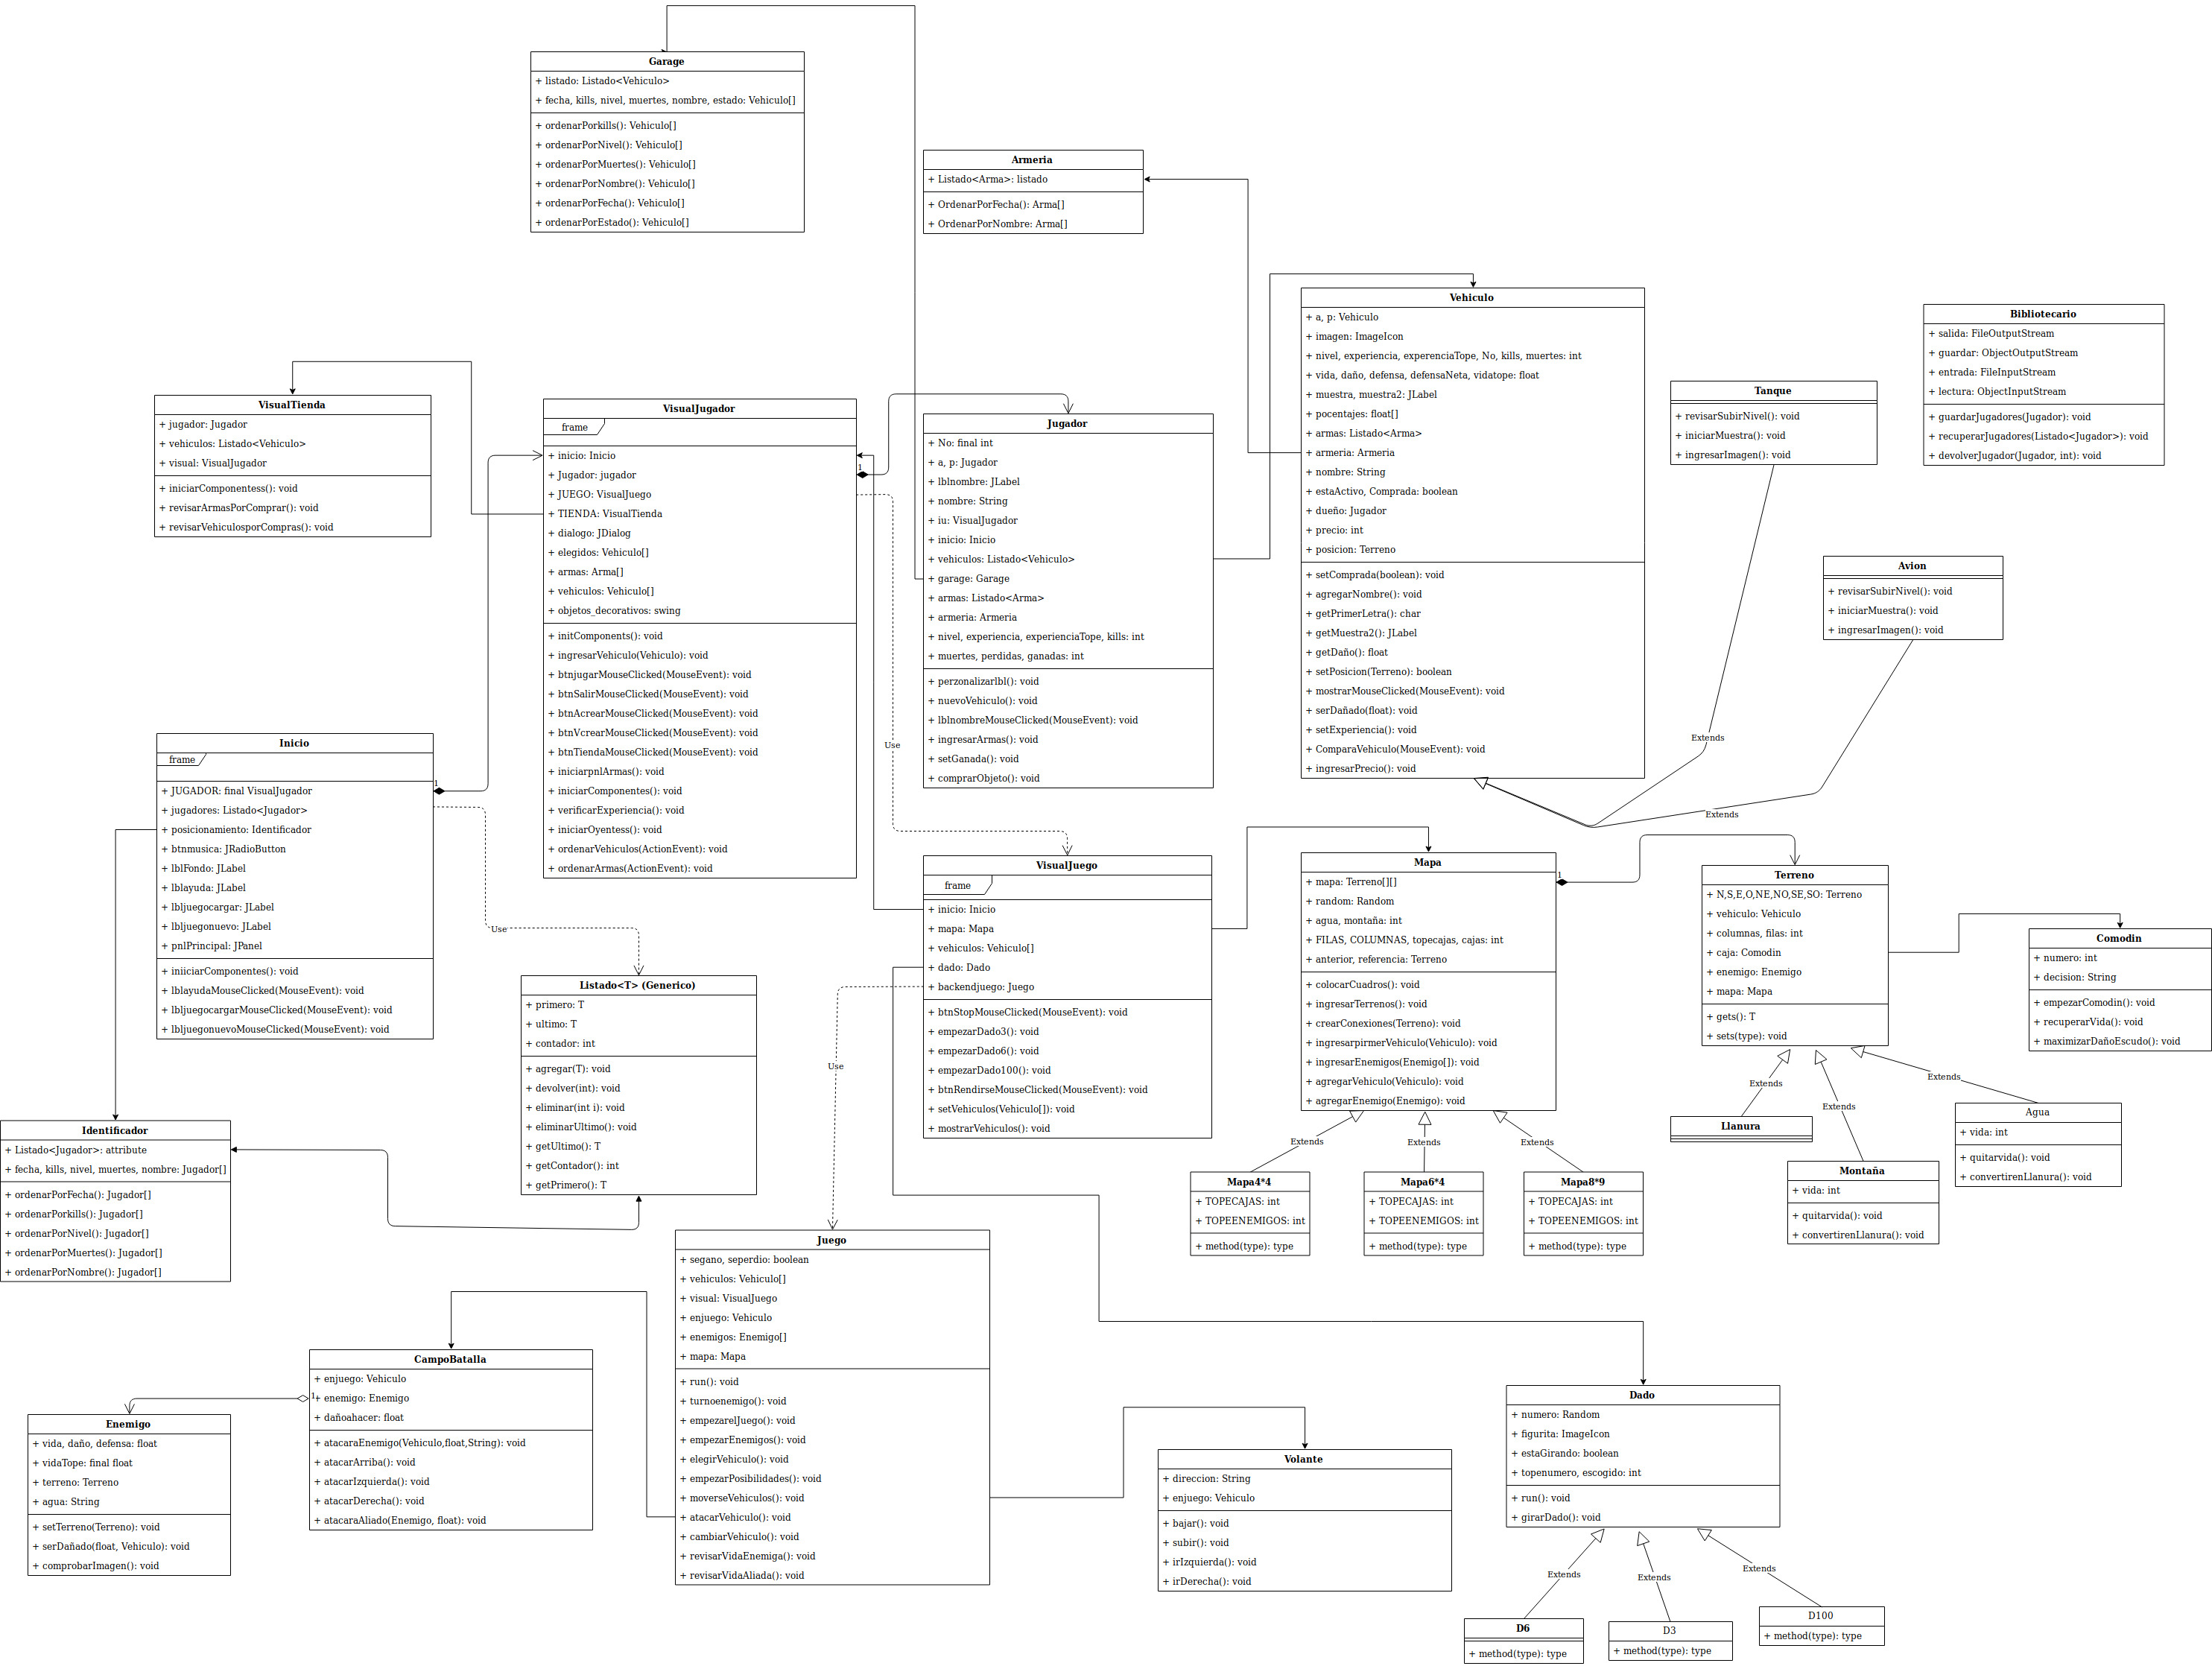 Garage
+ listado: Listado<Vehiculo>
+ fecha, kills, nivel, muertes, nombre, estado: Vehiculo[]
+ ordenarPorkills(): Vehiculo[]
+ ordenarPorNivel(): Vehiculo[]
+ ordenarPorMuertes(): Vehiculo[]
+ ordenarPorNombre(): Vehiculo[]
+ ordenarPorFecha(): Vehiculo[]
+ ordenarPorEstado(): Vehiculo[]
Armeria
+ Listado<Arma>: listado
+ OrdenarPorFecha(): Arma[]
+ OrdenarPorNombre: Arma[]
Vehiculo
+ a, p: Vehiculo
+ imagen: ImageIcon
+ nivel, experiencia, experenciaTope, No, kills, muertes: int
+ vida, daño, defensa, defensaNeta, vidatope: float
+ muestra, muestra2: JLabel
+ pocentajes: float[]
+ armas: Listado<Arma>
+ armeria: Armeria
+ nombre: String
+ estaActivo, Comprada: boolean
+ dueño: Jugador
+ precio: int
+ posicion: Terreno
+ setComprada(boolean): void
+ agregarNombre(): void
+ getPrimerLetra(): char
+ getMuestra2(): JLabel
+ getDaño(): float
+ setPosicion(Terreno): boolean
+ mostrarMouseClicked(MouseEvent): void
+ serDañado(float): void
+ setExperiencia(): void
+ ComparaVehiculo(MouseEvent): void
+ ingresarPrecio(): void
Bibliotecario
+ salida: FileOutputStream
+ guardar: ObjectOutputStream
+ entrada: FileInputStream
+ lectura: ObjectInputStream
+ guardarJugadores(Jugador): void
+ recuperarJugadores(Listado<Jugador>): void
+ devolverJugador(Jugador, int): void
Tanque
+ revisarSubirNivel(): void
+ iniciarMuestra(): void
+ ingresarImagen(): void
Avion
+ revisarSubirNivel(): void
+ iniciarMuestra(): void
+ ingresarImagen(): void
Extends
Extends
VisualTienda
+ jugador: Jugador
+ vehiculos: Listado<Vehiculo>
+ visual: VisualJugador
+ iniciarComponentess(): void
+ revisarArmasPorComprar(): void
+ revisarVehiculosporCompras(): void
VisualJugador
frame
+ inicio: Inicio
+ Jugador: jugador
+ JUEGO: VisualJuego
+ TIENDA: VisualTienda
+ dialogo: JDialog
+ elegidos: Vehiculo[]
+ armas: Arma[]
+ vehiculos: Vehiculo[]
+ objetos_decorativos: swing
+ initComponents(): void
+ ingresarVehiculo(Vehiculo): void
+ btnjugarMouseClicked(MouseEvent): void
+ btnSalirMouseClicked(MouseEvent): void
+ btnAcrearMouseClicked(MouseEvent): void
+ btnVcrearMouseClicked(MouseEvent): void
+ btnTiendaMouseClicked(MouseEvent): void
+ iniciarpnlArmas(): void
+ iniciarComponentes(): void
+ verificarExperiencia(): void
+ iniciarOyentess(): void
+ ordenarVehiculos(ActionEvent): void
+ ordenarArmas(ActionEvent): void
1
Use
Jugador
+ No: final int
+ a, p: Jugador
+ lblnombre: JLabel
+ nombre: String
+ iu: VisualJugador
+ inicio: Inicio
+ vehiculos: Listado<Vehiculo>
+ garage: Garage
+ armas: Listado<Arma>
+ armeria: Armeria
+ nivel, experiencia, experienciaTope, kills: int
+ muertes, perdidas, ganadas: int
+ perzonalizarlbl(): void
+ nuevoVehiculo(): void
+ lblnombreMouseClicked(MouseEvent): void
+ ingresarArmas(): void
+ setGanada(): void
+ comprarObjeto(): void
Inicio
frame
+ JUGADOR: final VisualJugador
+ jugadores: Listado<Jugador>
+ posicionamiento: Identificador
+ btnmusica: JRadioButton
+ lblFondo: JLabel
+ lblayuda: JLabel
+ lbljuegocargar: JLabel
+ lbljuegonuevo: JLabel
+ pnlPrincipal: JPanel
+ iniiciarComponentes(): void
+ lblayudaMouseClicked(MouseEvent): void
+ lbljuegocargarMouseClicked(MouseEvent): void
+ lbljuegonuevoMouseClicked(MouseEvent): void
1
Use
Listado<T> (Generico)
+ primero: T
+ ultimo: T
+ contador: int
+ agregar(T): void
+ devolver(int): void
+ eliminar(int i): void
+ eliminarUltimo(): void
+ getUltimo(): T
+ getContador(): int
+ getPrimero(): T
VisualJuego
frame
+ inicio: Inicio
+ mapa: Mapa
+ vehiculos: Vehiculo[]
+ dado: Dado
+ backendjuego: Juego
+ btnStopMouseClicked(MouseEvent): void
+ empezarDado3(): void
+ empezarDado6(): void
+ empezarDado100(): void
+ btnRendirseMouseClicked(MouseEvent): void
+ setVehiculos(Vehiculo[]): void
+ mostrarVehiculos(): void
Use
Mapa
+ mapa: Terreno[][]
+ random: Random
+ agua, montaña: int
+ FILAS, COLUMNAS, topecajas, cajas: int
+ anterior, referencia: Terreno
+ colocarCuadros(): void
+ ingresarTerrenos(): void
+ crearConexiones(Terreno): void
+ ingresarpirmerVehiculo(Vehiculo): void
+ ingresarEnemigos(Enemigo[]): void
+ agregarVehiculo(Vehiculo): void
+ agregarEnemigo(Enemigo): void
1
Extends
Extends
Extends
Mapa4*4
+ TOPECAJAS: int
+ TOPEENEMIGOS: int
+ method(type): type
Mapa6*4
+ TOPECAJAS: int
+ TOPEENEMIGOS: int
+ method(type): type
Mapa8*9
+ TOPECAJAS: int
+ TOPEENEMIGOS: int
+ method(type): type
Terreno
+ N,S,E,O,NE,NO,SE,SO: Terreno
+ vehiculo: Vehiculo
+ columnas, filas: int
+ caja: Comodin
+ enemigo: Enemigo
+ mapa: Mapa
+ gets(): T
+ sets(type): void
Comodin
+ numero: int
+ decision: String
+ empezarComodin(): void
+ recuperarVida(): void
+ maximizarDañoEscudo(): void
Extends
Extends
Extends
Llanura
Montaña
+ vida: int
+ quitarvida(): void
+ convertirenLlanura(): void
Agua
+ vida: int
+ quitarvida(): void
+ convertirenLlanura(): void
Identificador
+ Listado<Jugador>: attribute
+ fecha, kills, nivel, muertes, nombre: Jugador[]
+ ordenarPorFecha(): Jugador[]
+ ordenarPorkills(): Jugador[]
+ ordenarPorNivel(): Jugador[]
+ ordenarPorMuertes(): Jugador[]
+ ordenarPorNombre(): Jugador[]
Juego
+ segano, seperdio: boolean
+ vehiculos: Vehiculo[]
+ visual: VisualJuego
+ enjuego: Vehiculo
+ enemigos: Enemigo[]
+ mapa: Mapa
+ run(): void
+ turnoenemigo(): void
+ empezarelJuego(): void
+ empezarEnemigos(): void
+ elegirVehiculo(): void
+ empezarPosibilidades(): void
+ moverseVehiculos(): void
+ atacarVehiculo(): void
+ cambiarVehiculo(): void
+ revisarVidaEnemiga(): void
+ revisarVidaAliada(): void
CampoBatalla
+ enjuego: Vehiculo
+ enemigo: Enemigo
+ dañoahacer: float
+ atacaraEnemigo(Vehiculo,float,String): void
+ atacarArriba(): void
+ atacarIzquierda(): void
+ atacarDerecha(): void
+ atacaraAliado(Enemigo, float): void
1
Enemigo
+ vida, daño, defensa: float
+ vidaTope: final float
+ terreno: Terreno
+ agua: String
+ setTerreno(Terreno): void
+ serDañado(float, Vehiculo): void
+ comprobarImagen(): void
Volante
+ direccion: String
+ enjuego: Vehiculo
+ bajar(): void
+ subir(): void
+ irIzquierda(): void
+ irDerecha(): void
Dado
+ numero: Random
+ figurita: ImageIcon
+ estaGirando: boolean
+ topenumero, escogido: int
+ run(): void
+ girarDado(): void
Extends
Extends
Extends
D6
+ method(type): type
D3
+ method(type): type
D100
+ method(type): type